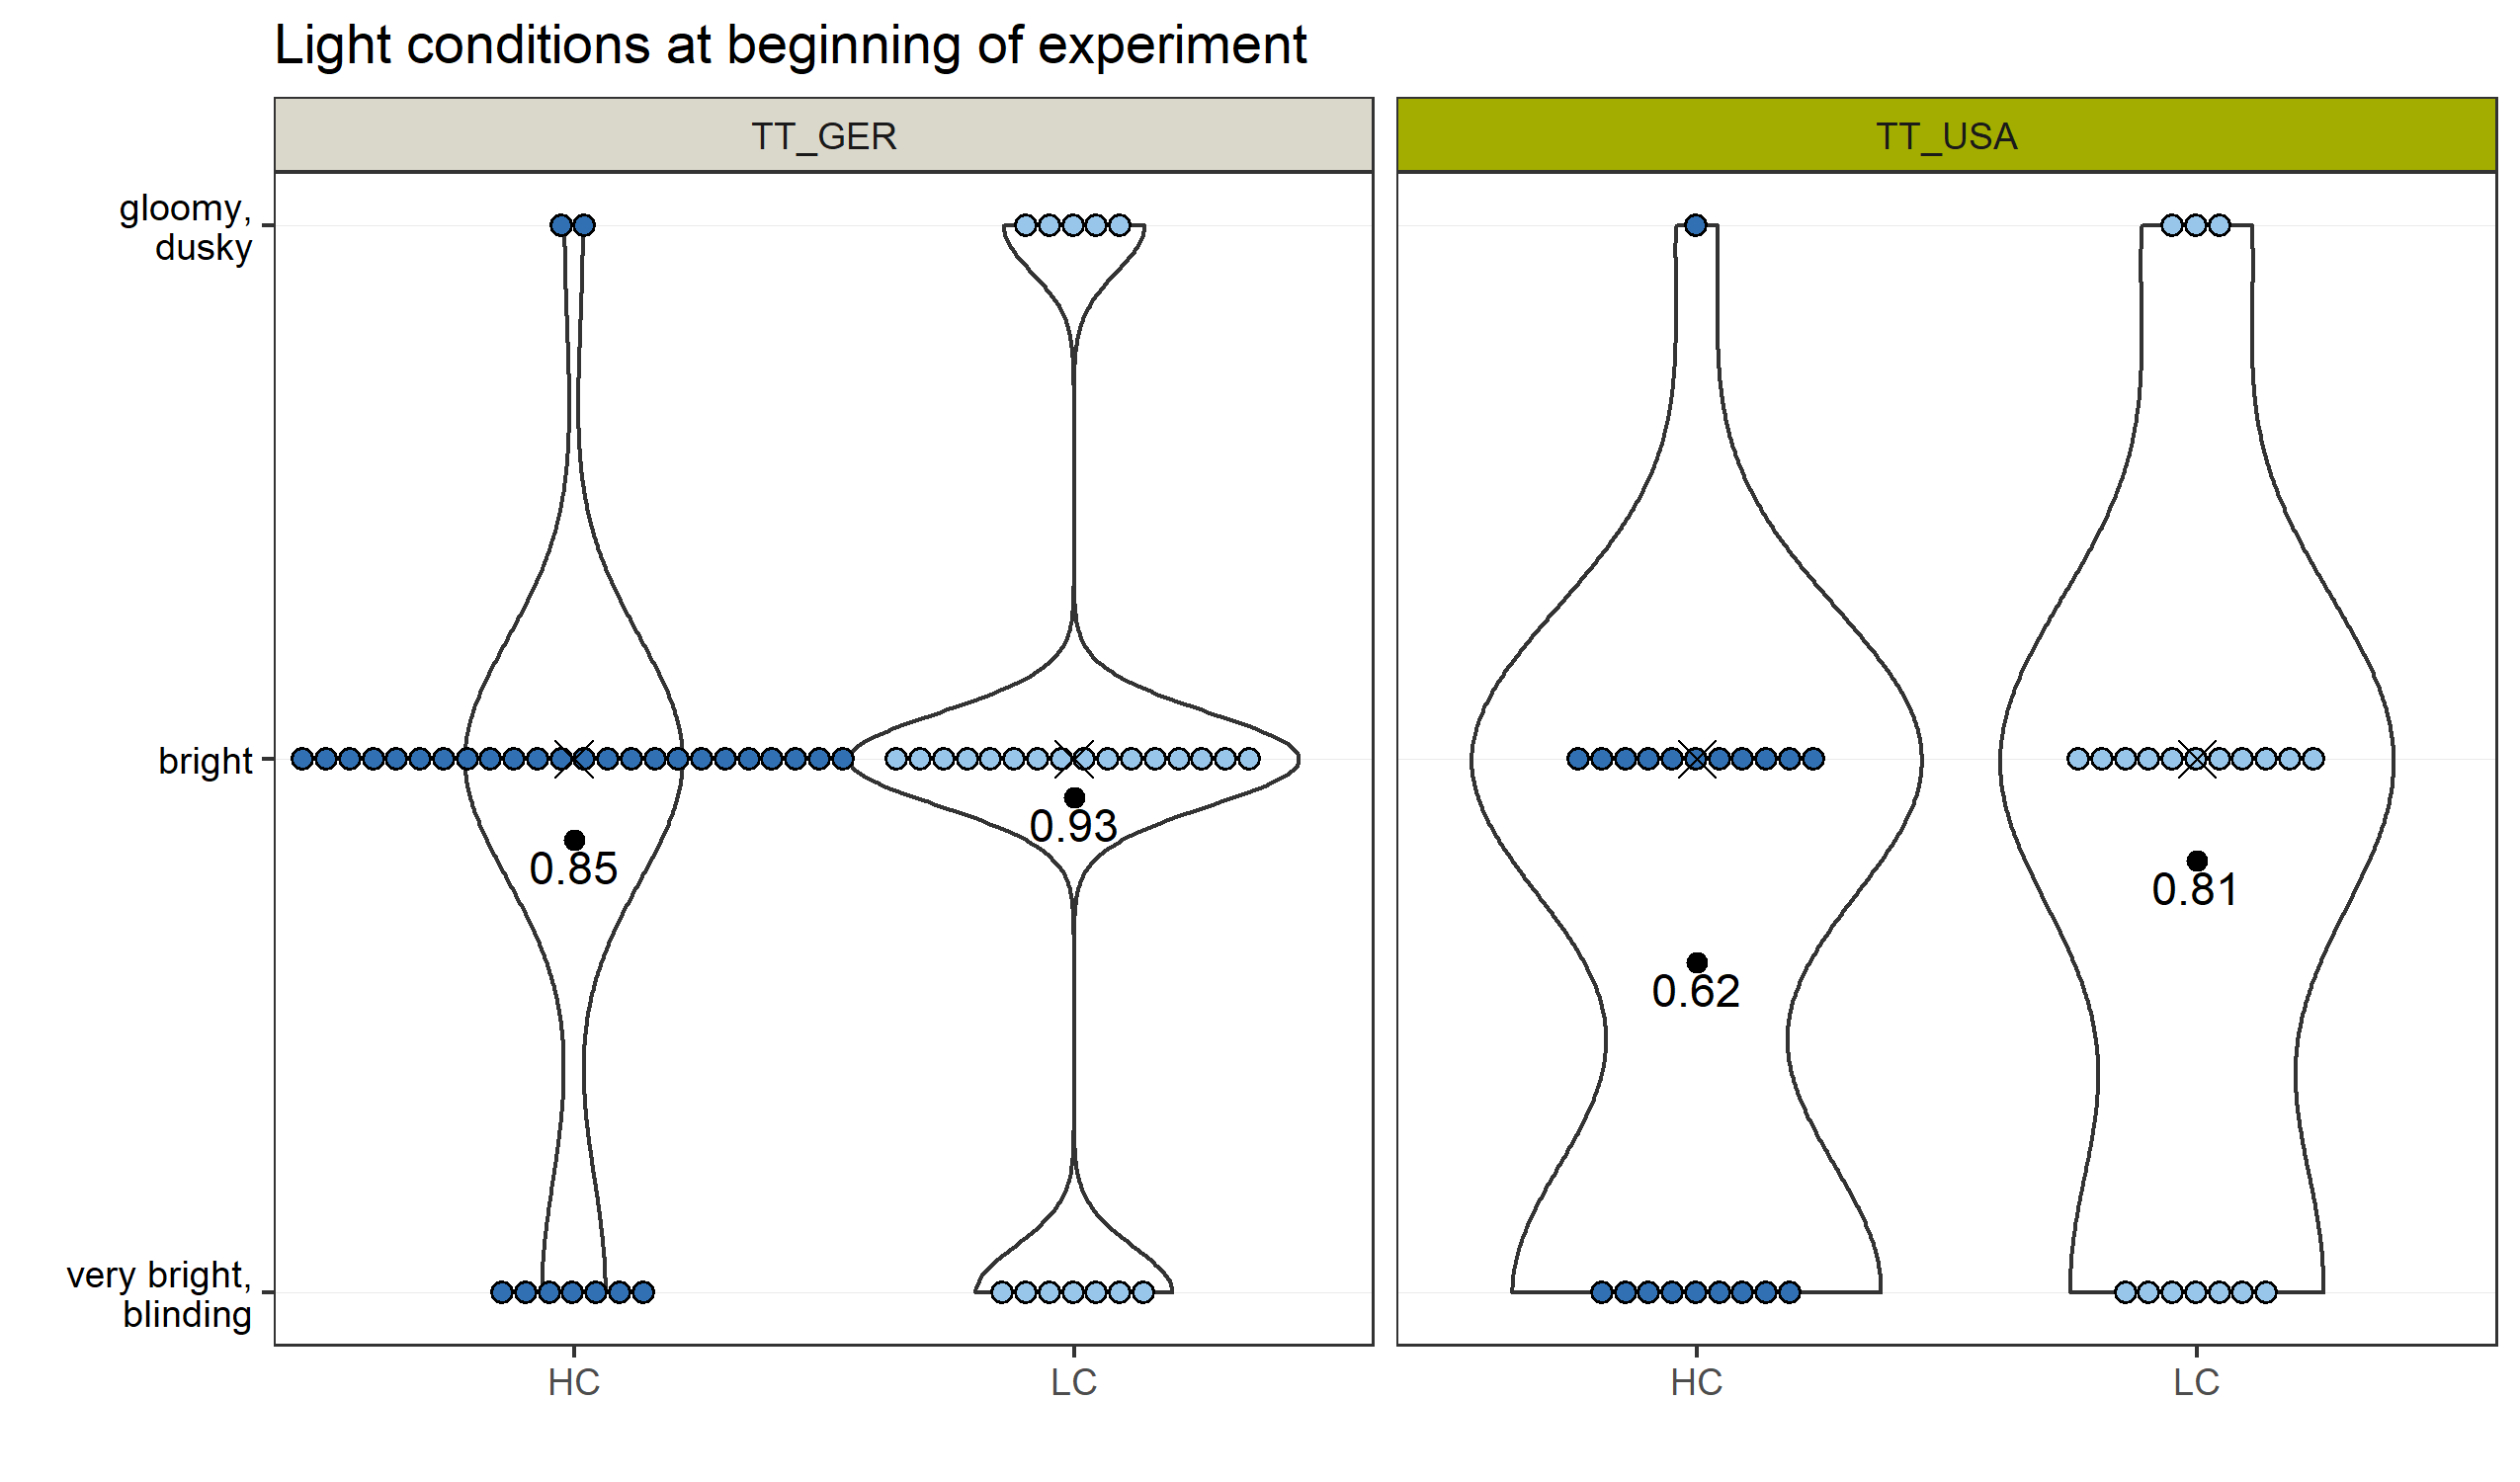 Light conditions at beginning of experiment
TT_GER
TT_USA
gloomy,
dusky
bright
very bright,
blinding
0.85
0.93
0.62
0.81
HC
LC
HC
LC